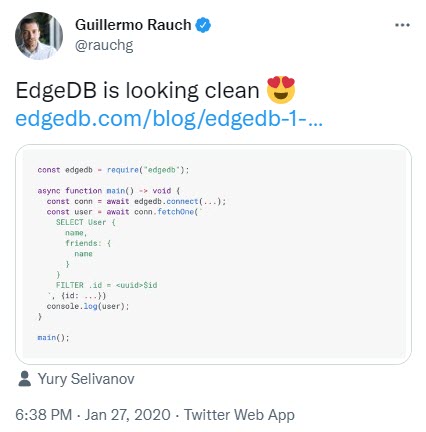 Guillermo Rauch
@rauchg
EdgeDB is looking clean 😍
edgedb.com/blog/edgedb-1-...
const edgedb = require("edgedb");
async function main() -> void {
const conn = await edgedb.connect(...);
const user = await conn.fetchOne(`
SELECT User {
name,
friends: {
name
}
}
FILTER .id = <uuid>$id
`, {id: ...})
console.log(user);
}
main();
Yury Selivanov
6:38 PM · Jan 27, 2020 · Twitter Web App